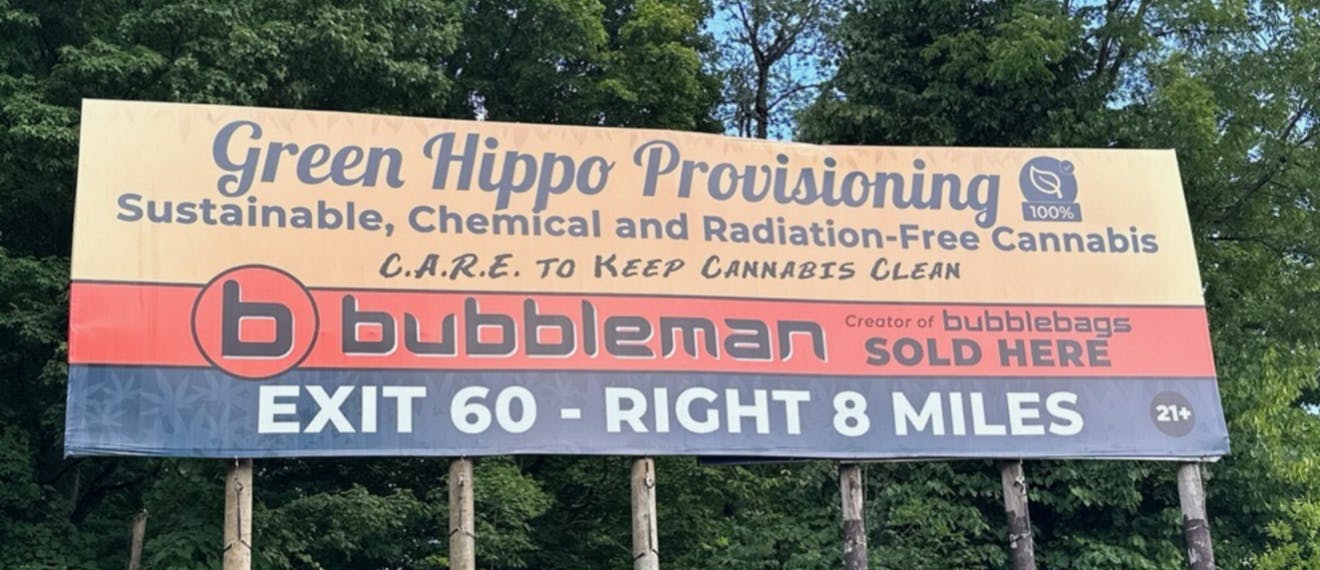 Green Hippo Provisioning
100%
Sustainable, Chemical and Radiation-Free Cannabis
C.A.R.E. to Keep Cannabis Clean
b bubbleman
Creator of bubblebags
SOLD HERE
EXIT 60 - RIGHT 8 MILES
21+